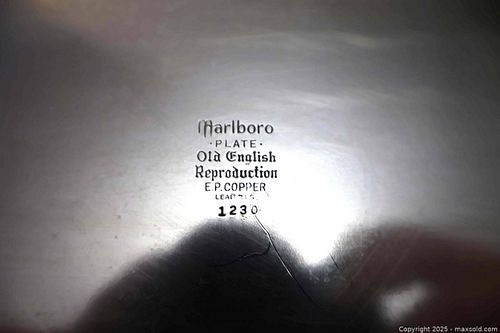 Marlboro
·PLATE·
Old English
Reproduction
E.P. COPPER
1230
Copyright 2025 - maxsold.com